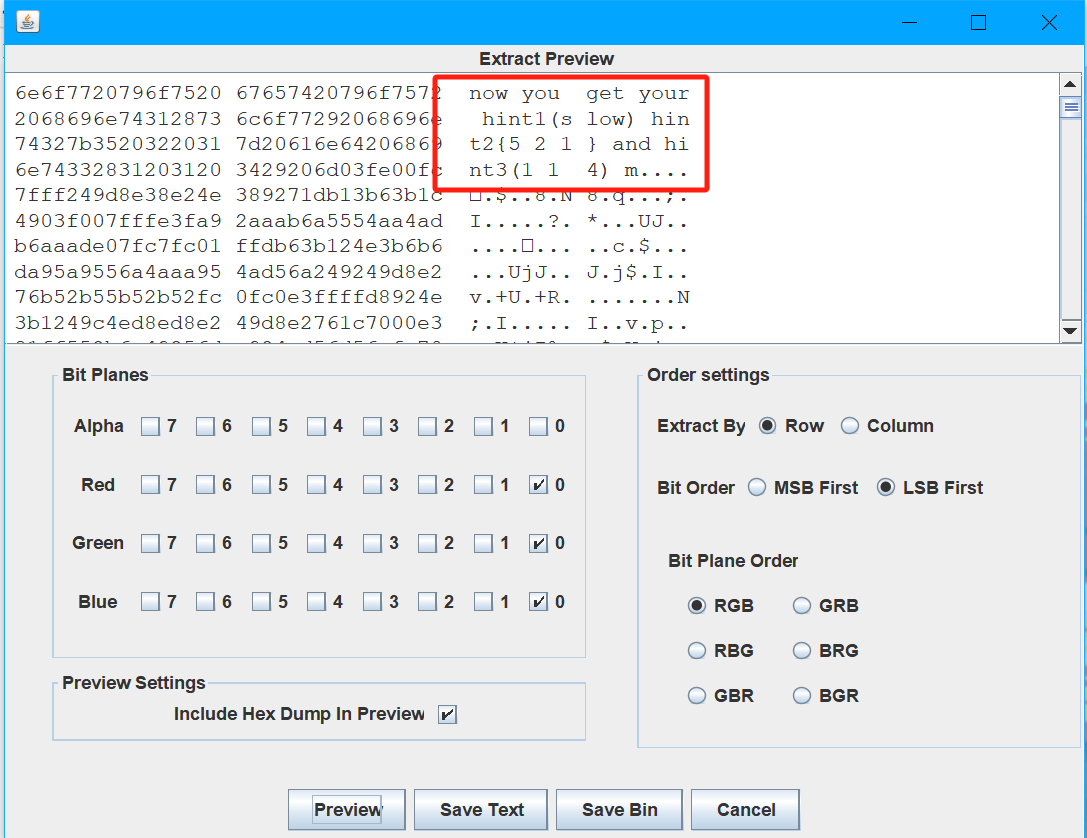 Extract Preview
6e6f7720796f7520 67657420796f7572 now you get your
2068696e74312873 6c6f77292068696e hint1(s low) hin
74327b3520322031 7d20616e64206869 t2{5 2 1 } and hi
6e74332831203120 3429206d03fe00fc nt3(1 1 4) m....
7fff249d8e38e24e 389271db13b63b1c □.$..8.N 8.q...;.
4903f007fffe3fa9 2aaab6a5554aa4ad I.....?. *...UJ..
b6aaade07fc7fc01 ffdb63b124e3b6b6 ....□... ..c.$...
da95a9556a4aaa95 4ad56a249249d8e2 ...UjJ.. J.j$.I..
76b52b55b52b52fc 0fc0e3ffffd8924e v.+U.+R. .......N
3b1249c4ed8ed8e2 49d8e2761c7000e3 ;.I..... I..v.p..
Bit Planes
Alpha 7 6 5 4 3 2 1 0
Red 7 6 5 4 3 2 1 0
Green 7 6 5 4 3 2 1 0
Blue 7 6 5 4 3 2 1 0
Preview Settings
Include Hex Dump In Preview
Order settings
Extract By Row Column
Bit Order MSB First LSB First
Bit Plane Order
RGB GRB
RBG BRG
GBR BGR
Preview Save Text Save Bin Cancel